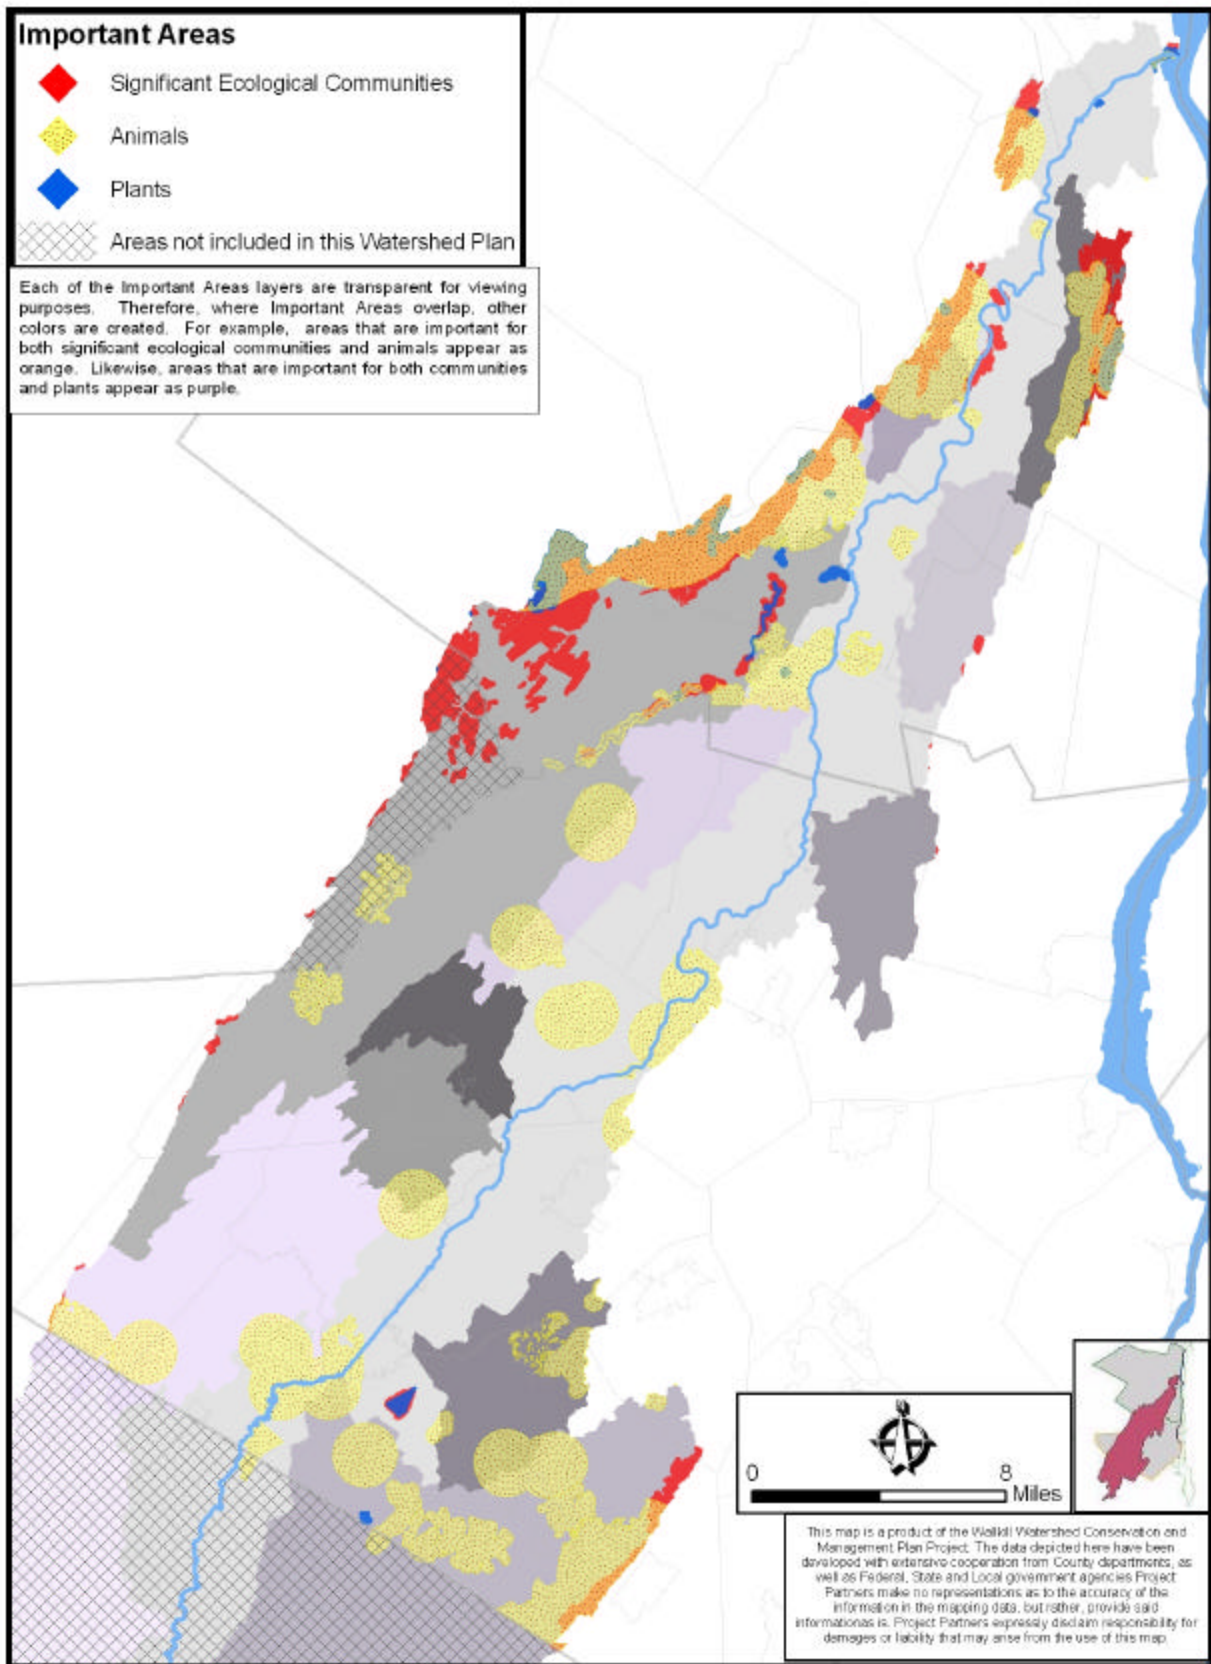 Important Areas
Significant Ecological Communities
Animals
Plants
Areas not included in this Watershed Plan
Each of the Important Areas layers are transparent for viewing
purposes. Therefore, where Important Areas overlap, other
colors are created. For example, areas that are important for
both significant ecological communities and animals appear as
orange. Likewise, areas that are important for both communities
and plants appear as purple.
N
0 8
Miles
This map is a product of the Wallkill Watershed Conservation and
Management Plan Project. The data depicted here have been
developed with extensive cooperation from County departments, as
well as Federal, State and Local government agencies Project
Partners make no representations as to the accuracy of the
information in the mapping data, but rather, provide said
informationas is. Project Partners expressly disclaim responsibility for
damages or liability that may arise from the use of this map.